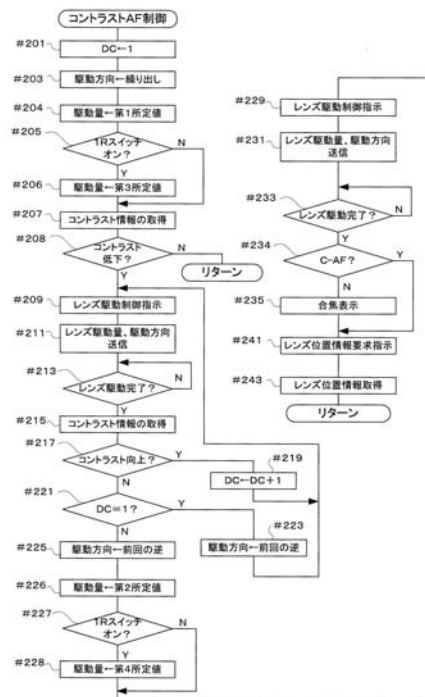 コントラストAF制御
#201
DC←1
#203
駆動方向←繰り出し
#204
駆動量←第1所定値
#205
1Rスイッチ
オン?
N
Y
#206
駆動量←第3所定値
#207
コントラスト情報の取得
#208
コントラスト
低下?
N
リターン
Y
#209
レンズ駆動制御指示
#211
レンズ駆動量、駆動方向
送信
#213
レンズ駆動完了?
N
Y
#215
コントラスト情報の取得
#217
コントラスト向上?
Y
#219
DC←DC+1
N
#221
DC=1?
Y
#223
駆動方向←前回の逆
N
#225
駆動方向←前回の逆
#226
駆動量←第2所定値
#227
1Rスイッチ
オン?
N
Y
#228
駆動量←第4所定値
#229
レンズ駆動制御指示
#231
レンズ駆動量、駆動方向
送信
#233
レンズ駆動完了?
N
Y
#234
C-AF?
Y
N
#235
合焦表示
#241
レンズ位置情報要求指示
#243
レンズ位置情報取得
リターン